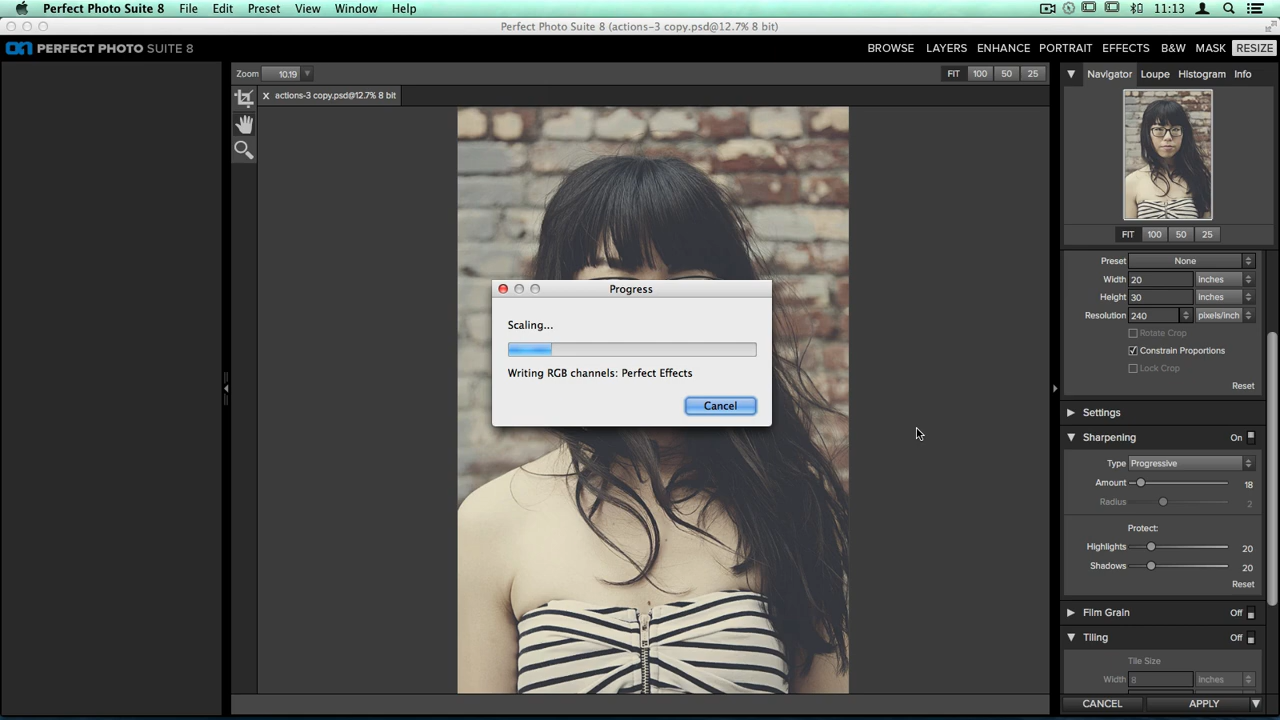 Perfect Photo Suite 8 File Edit Preset View Window Help 11:13
Perfect Photo Suite 8 (actions-3 copy.psd@12.7% 8 bit)
on PERFECT PHOTO SUITE 8 BROWSE LAYERS ENHANCE PORTRAIT EFFECTS B&W MASK RESIZE
Zoom 10.19 FIT 100 50 25
Navigator Loupe Histogram Info
x actions-3 copy.psd@12.7% 8 bit
FIT 100 50 25
Preset None
Width 20 inches
Height 30 inches
Resolution 240 pixels/inch
Rotate Crop
Constrain Proportions
Lock Crop
Reset
Progress
Scaling...
Writing RGB channels: Perfect Effects
Cancel
Settings
Sharpening On
Type Progressive
Amount 18
Radius 2
Protect:
Highlights 20
Shadows 20
Reset
Film Grain Off
Tiling Off
Tile Size
Width 8 inches
CANCEL APPLY